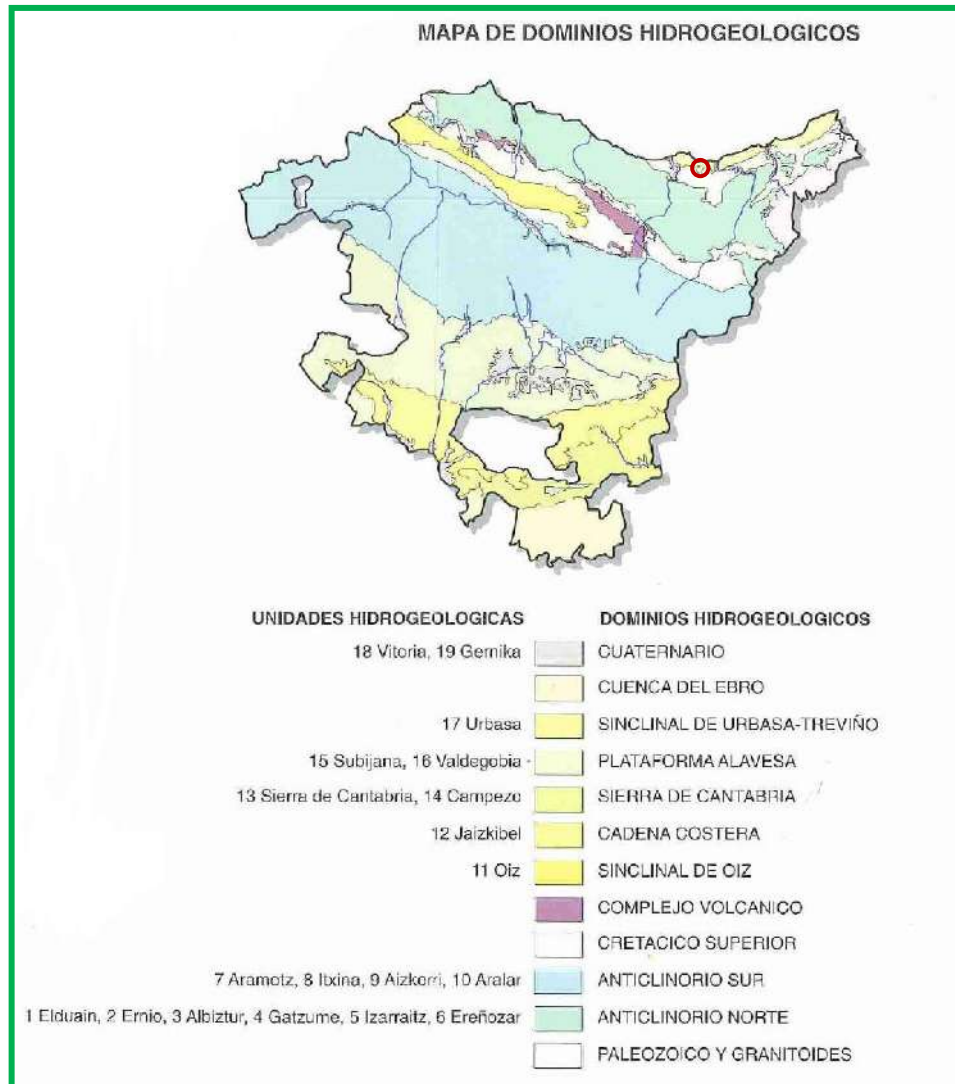 MAPA DE DOMINIOS HIDROGEOLOGICOS
UNIDADES HIDROGEOLOGICAS DOMINIOS HIDROGEOLOGICOS
18 Vitoria, 19 Gernika CUATERNARIO
CUENCA DEL EBRO
17 Urbasa SINCLINAL DE URBASA-TREVIÑO
15 Subijana, 16 Valdegobia PLATAFORMA ALAVESA
13 Sierra de Cantabria, 14 Campezo SIERRA DE CANTABRIA
12 Jaizkibel CADENA COSTERA
11 Oiz SINCLINAL DE OIZ
COMPLEJO VOLCANICO
CRETACICO SUPERIOR
7 Aramotz, 8 Itxina, 9 Aizkorri, 10 Aralar ANTICLINORIO SUR
1 Elduain, 2 Ernio, 3 Albiztur, 4 Gatzume, 5 Izarraitz, 6 Ereñozar ANTICLINORIO NORTE
PALEOZOICO Y GRANITOIDES